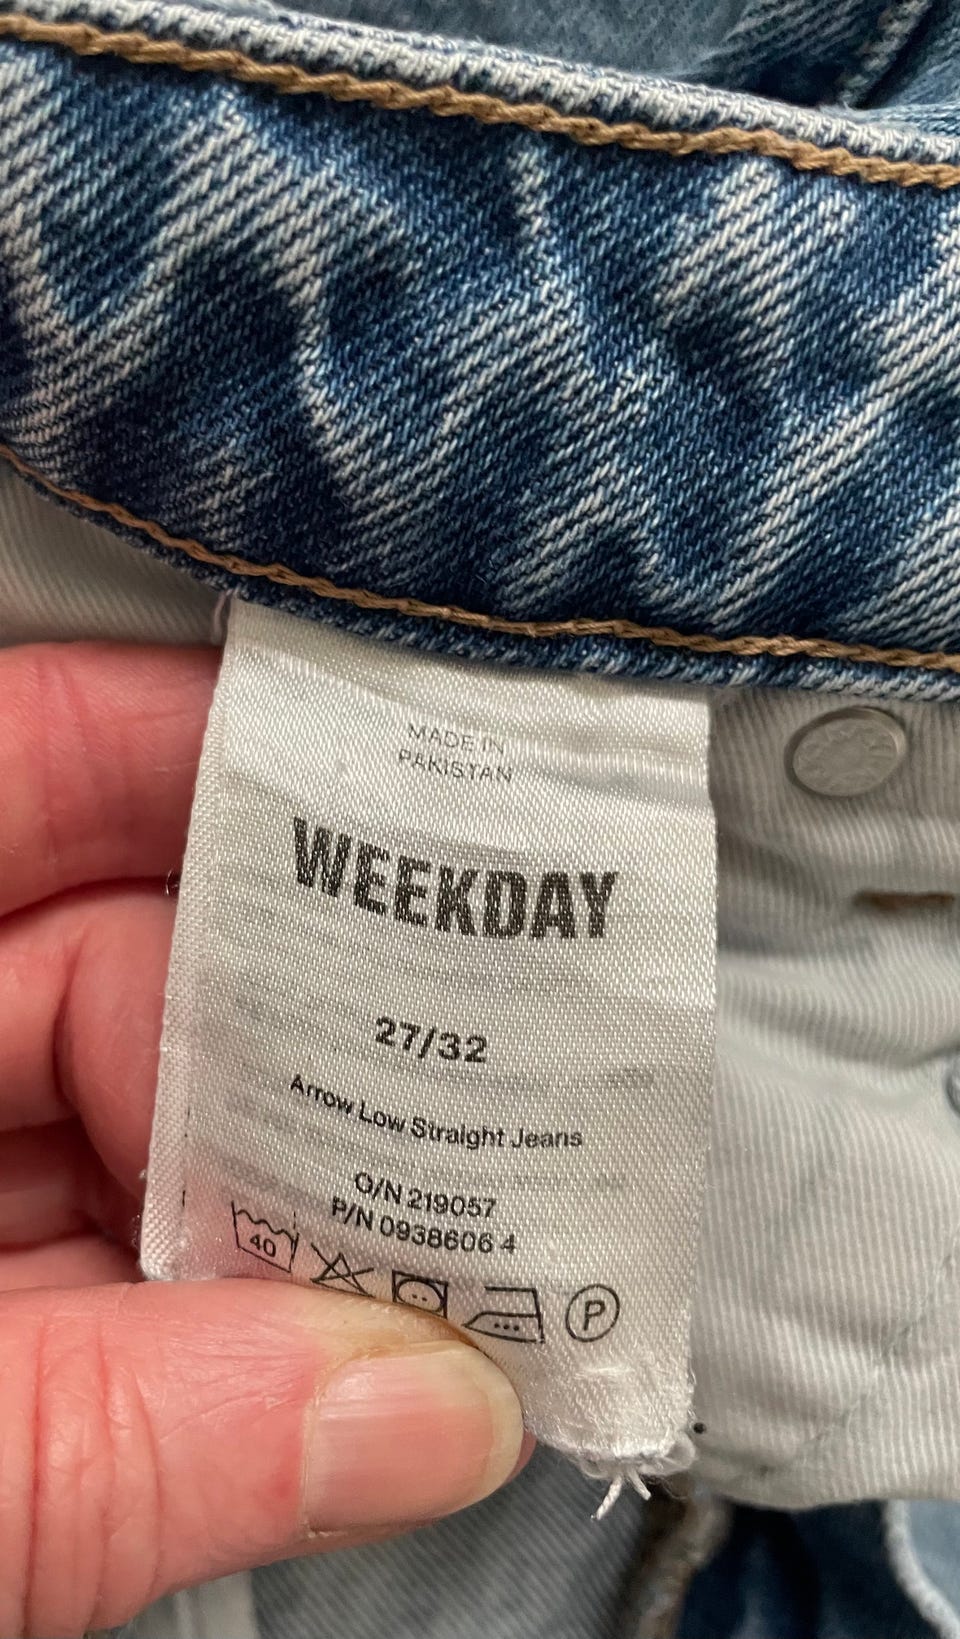 MADE IN
PAKISTAN
WEEKDAY
27/32
Arrow Low Straight Jeans
O/N 219057
P/N 0938606 4
40
P